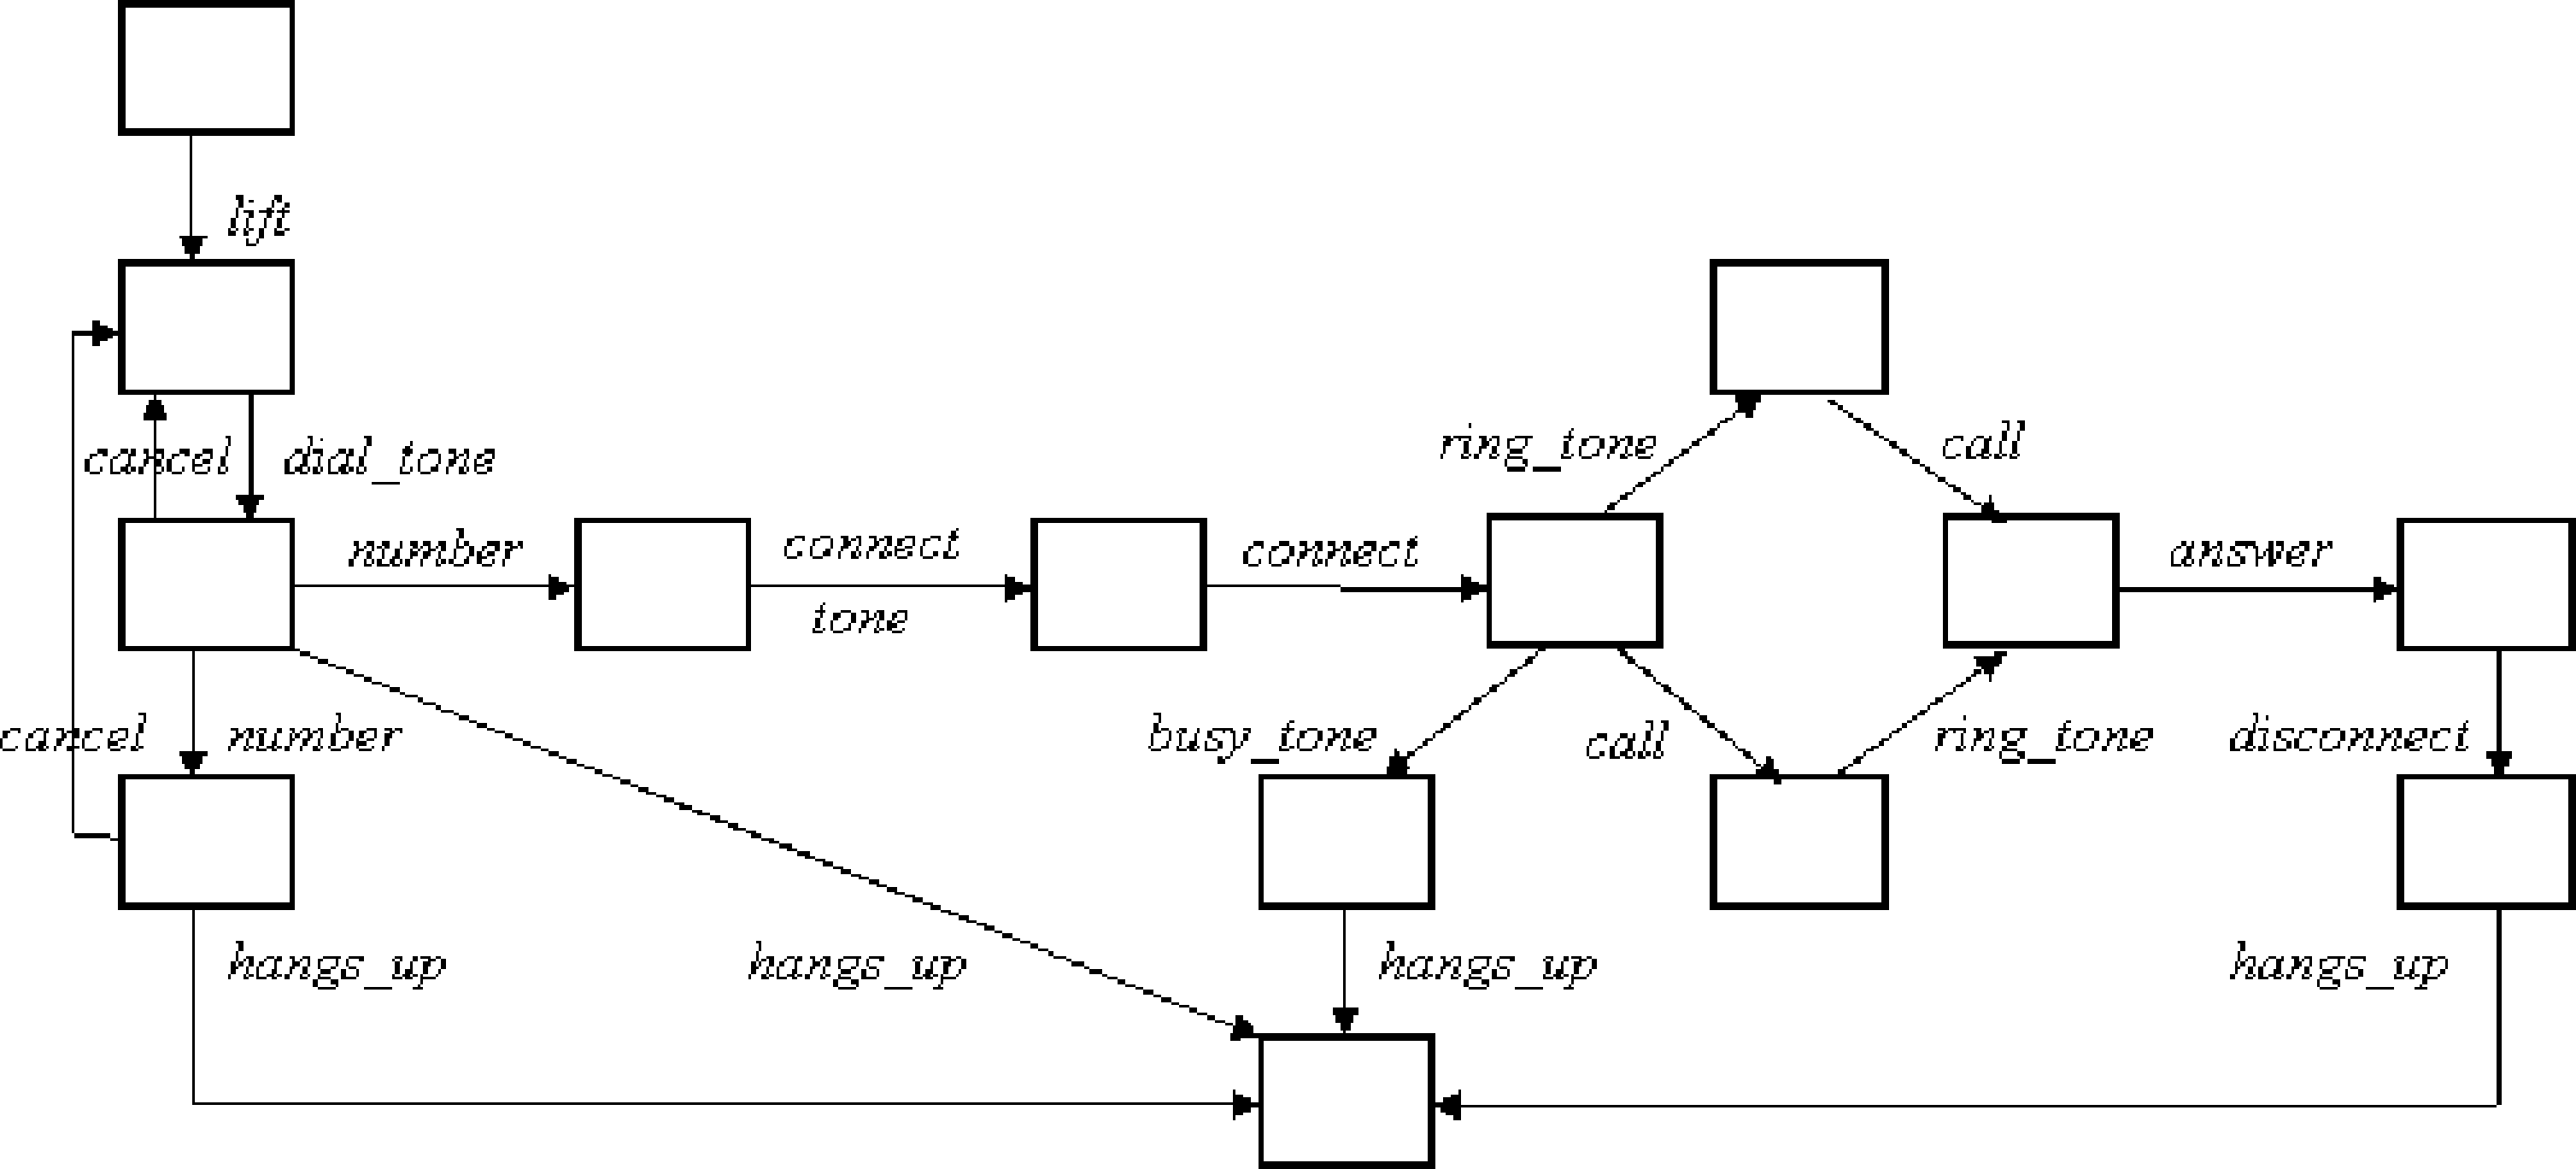 lift
ring_tone
call
cancel
dial_tone
number
connect
tone
connect
answer
cancel
number
busy_tone
call
ring_tone
disconnect
hangs_up
hangs_up
hangs_up
hangs_up